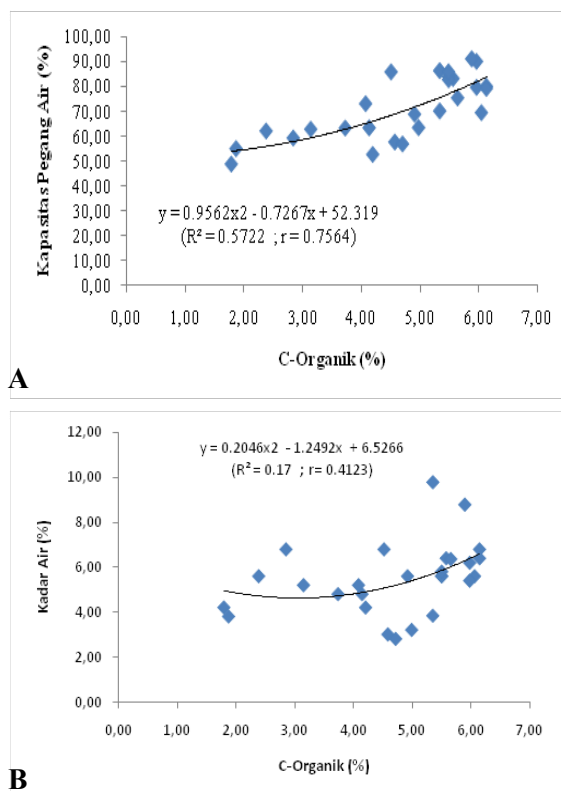 100,00
90,00
80,00
70,00
60,00
50,00
40,00
30,00
20,00
10,00
0,00
Kapasitas Pegang Air (%)
y = 0.9562x2 - 0.7267x + 52.319
(R² = 0.5722 ; r = 0.7564)
0,00 1,00 2,00 3,00 4,00 5,00 6,00 7,00
C-Organik (%)
A
12,00
10,00
8,00
6,00
4,00
2,00
0,00
Kadar Air (%)
y = 0.2046x2 - 1.2492x + 6.5266
(R² = 0.17 ; r= 0.4123)
0,00 1,00 2,00 3,00 4,00 5,00 6,00 7,00
C-Organik (%)
B